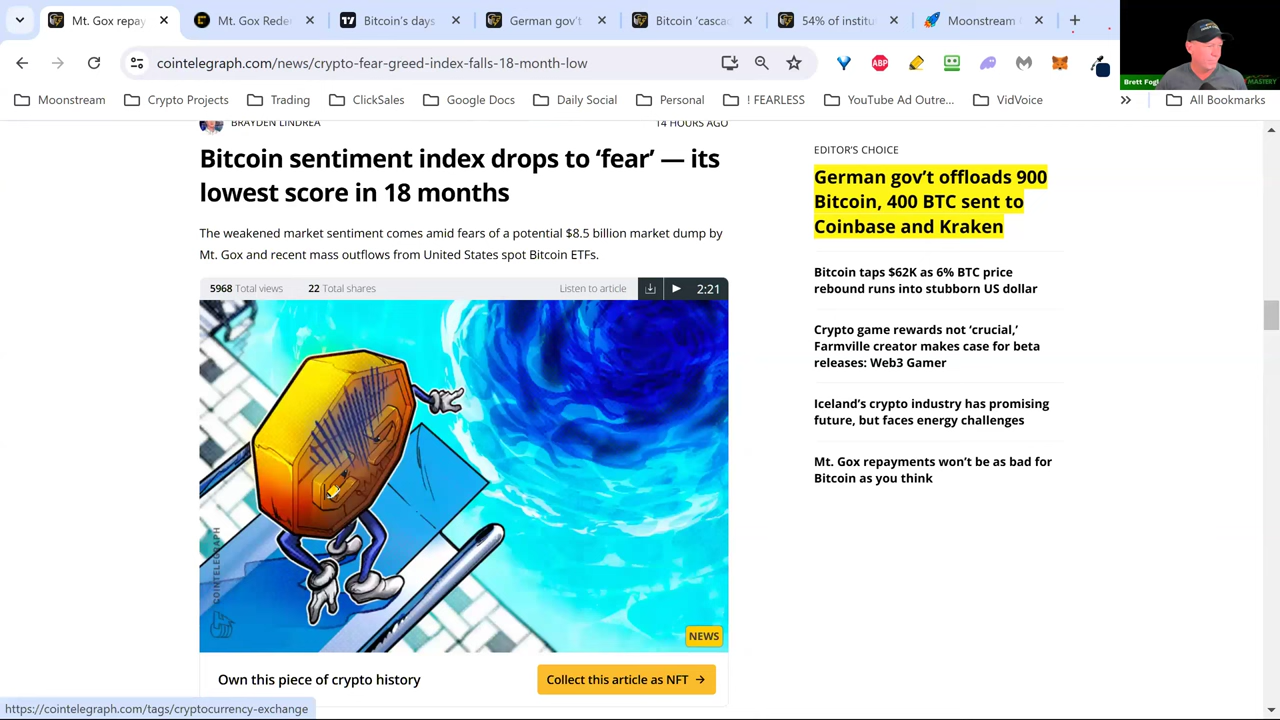 Mt. Gox repay
Mt. Gox Rede
Bitcoin's days
German gov't
Bitcoin 'casca
54% of institu
Moonstream
cointelegraph.com/news/crypto-fear-greed-index-falls-18-month-low
ABP
Brett Fogl
MASTERY
Moonstream
Crypto Projects
Trading
ClickSales
Google Docs
Daily Social
Personal
! FEARLESS
YouTube Ad Outre...
VidVoice
All Bookmarks
BRAYDEN LINDREA
14 HOURS AGO
Bitcoin sentiment index drops to ‘fear’ — its
lowest score in 18 months
The weakened market sentiment comes amid fears of a potential $8.5 billion market dump by
Mt. Gox and recent mass outflows from United States spot Bitcoin ETFs.
5968 Total views
22 Total shares
Listen to article
2:21
COINTELEGRAPH
NEWS
Own this piece of crypto history
Collect this article as NFT →
EDITOR'S CHOICE
German gov’t offloads 900
Bitcoin, 400 BTC sent to
Coinbase and Kraken
Bitcoin taps $62K as 6% BTC price
rebound runs into stubborn US dollar
Crypto game rewards not ‘crucial,’
Farmville creator makes case for beta
releases: Web3 Gamer
Iceland’s crypto industry has promising
future, but faces energy challenges
Mt. Gox repayments won’t be as bad for
Bitcoin as you think
https://cointelegraph.com/tags/cryptocurrency-exchange